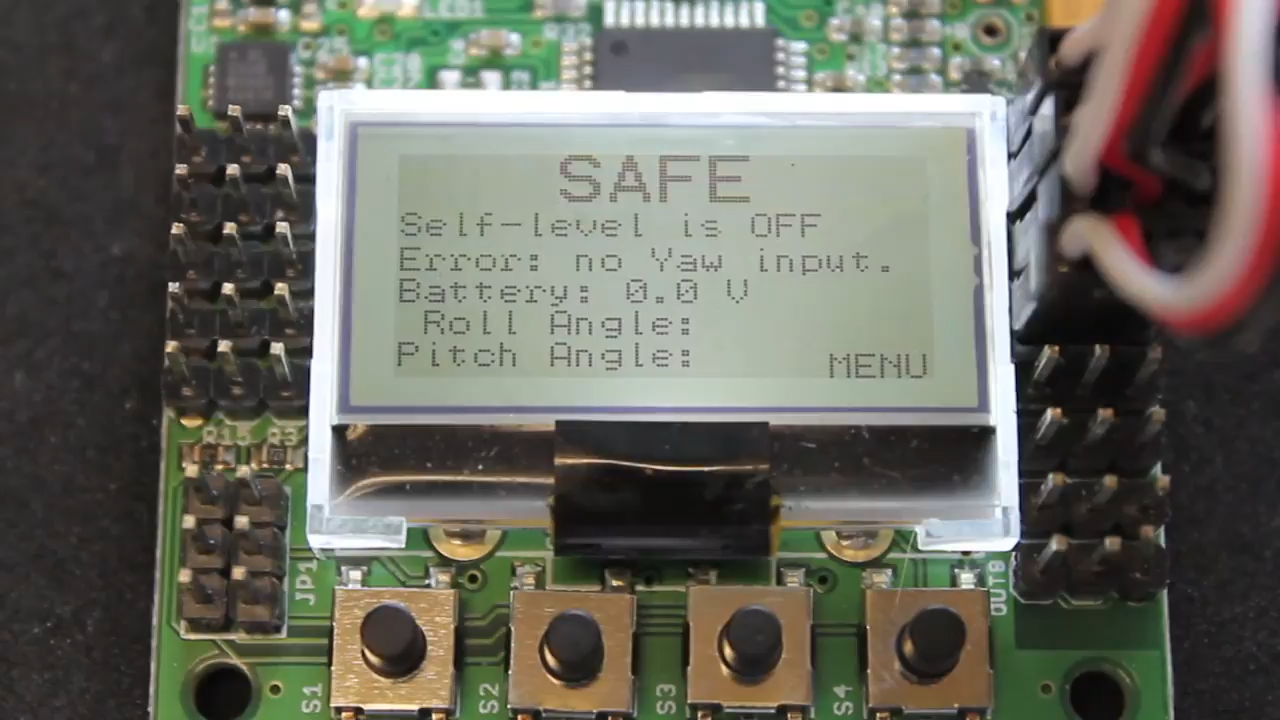 SAFE
Self-level is OFF
Error: no Yaw input.
Battery: 0.0 V
Roll Angle:
Pitch Angle:
MENU
R15 R3
JP1
OUT8
S1 S2 S3 S4